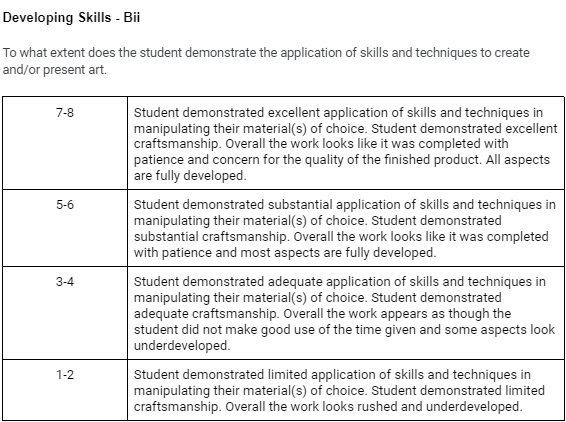 Developing Skills - Bii
To what extent does the student demonstrate the application of skills and techniques to create
and/or present art.
7-8
Student demonstrated excellent application of skills and techniques in
manipulating their material(s) of choice. Student demonstrated excellent
craftsmanship. Overall the work looks like it was completed with
patience and concern for the quality of the finished product. All aspects
are fully developed.
5-6
Student demonstrated substantial application of skills and techniques in
manipulating their material(s) of choice. Student demonstrated
substantial craftsmanship. Overall the work looks like it was completed
with patience and most aspects are fully developed.
3-4
Student demonstrated adequate application of skills and techniques in
manipulating their material(s) of choice. Student demonstrated
adequate craftsmanship. Overall the work appears as though the
student did not make good use of the time given and some aspects look
underdeveloped.
1-2
Student demonstrated limited application of skills and techniques in
manipulating their material(s) of choice. Student demonstrated limited
craftsmanship. Overall the work looks rushed and underdeveloped.